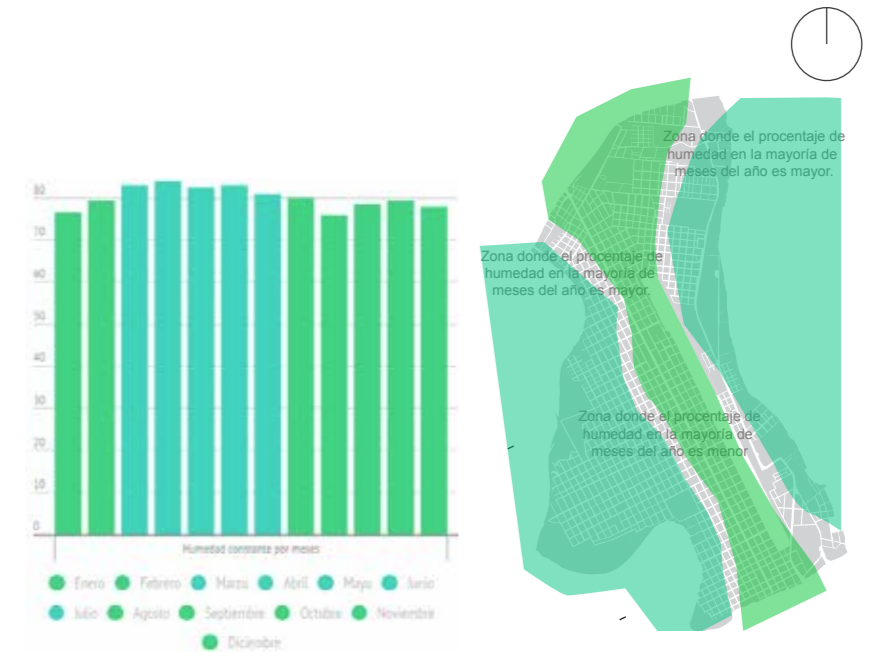 80
70
60
50
40
30
20
10
0
Humedad constante por meses
Enero Febrero Marzo Abril Mayo Junio
Julio Agosto Septiembre Octubre Noviembre
Diciembre
Zona donde el procentaje de
humedad en la mayoría de
meses del año es mayor.
Zona donde el procentaje de
humedad en la mayoría de
meses del año es mayor.
Zona donde el procentaje de
humedad en la mayoría de
meses del año es menor